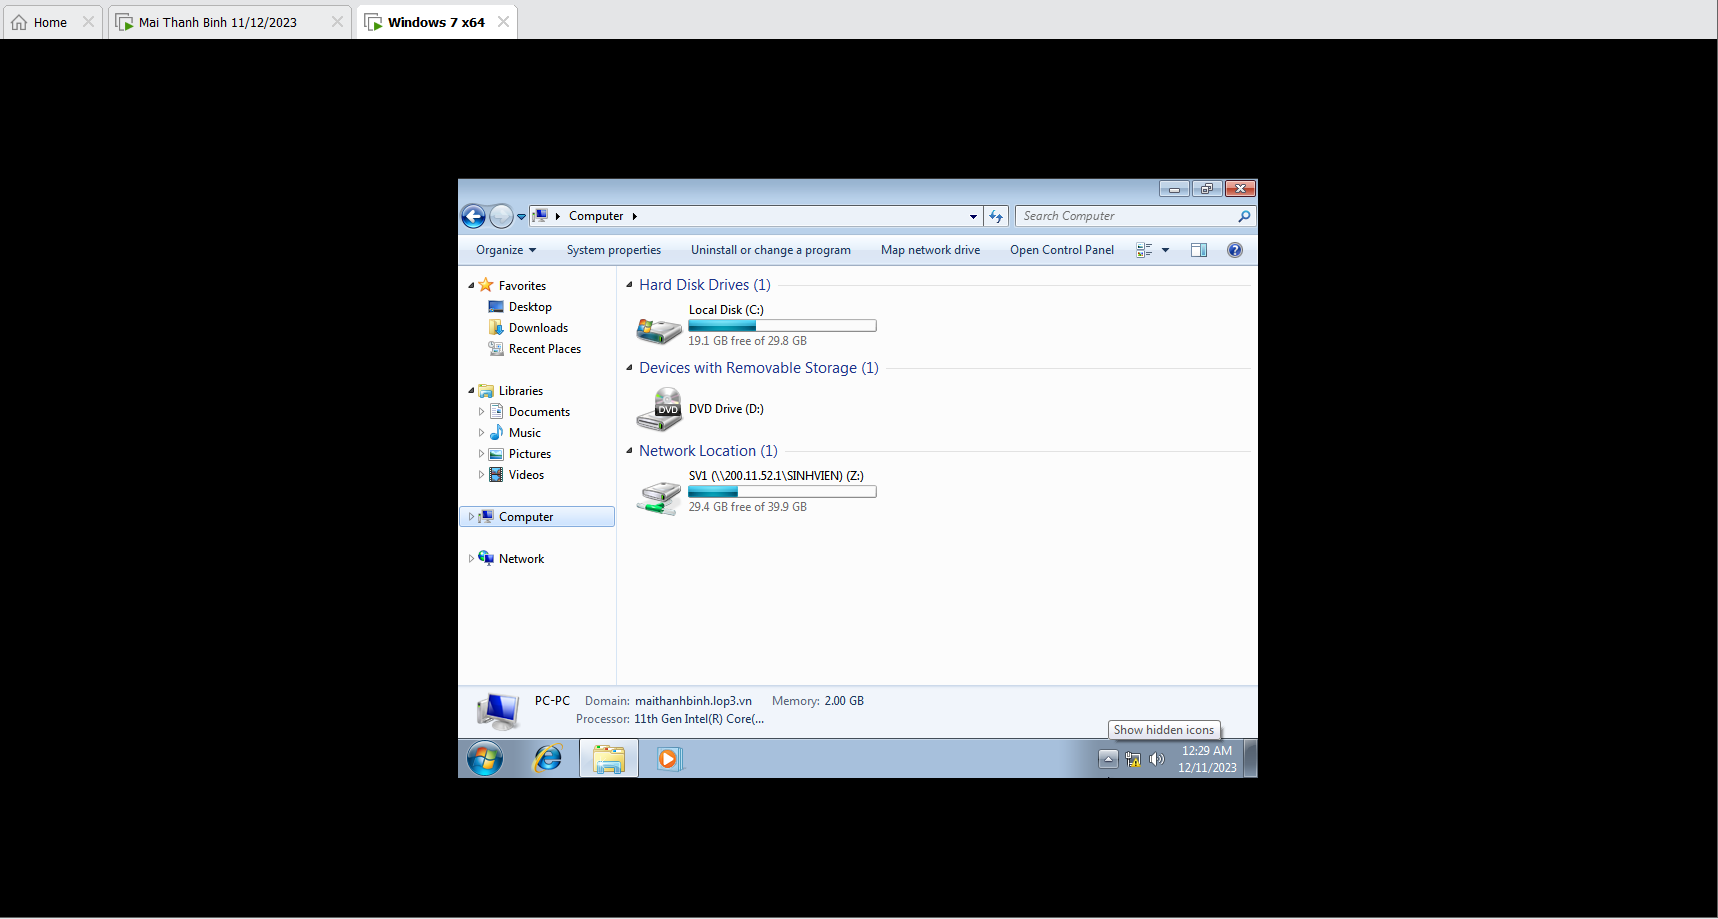 Home
Mai Thanh Binh 11/12/2023
Windows 7 x64
Computer
Search Computer
Organize
System properties
Uninstall or change a program
Map network drive
Open Control Panel
Favorites
Desktop
Downloads
Recent Places
Libraries
Documents
Music
Pictures
Videos
Computer
Network
Hard Disk Drives (1)
Local Disk (C:)
19.1 GB free of 29.8 GB
Devices with Removable Storage (1)
DVD
DVD Drive (D:)
Network Location (1)
SV1 (\\200.11.52.1\SINHVIEN) (Z:)
29.4 GB free of 39.9 GB
PC-PC Domain: maithanhbinh.lop3.vn Memory: 2.00 GB
Processor: 11th Gen Intel(R) Core(...
Show hidden icons
12:29 AM
12/11/2023